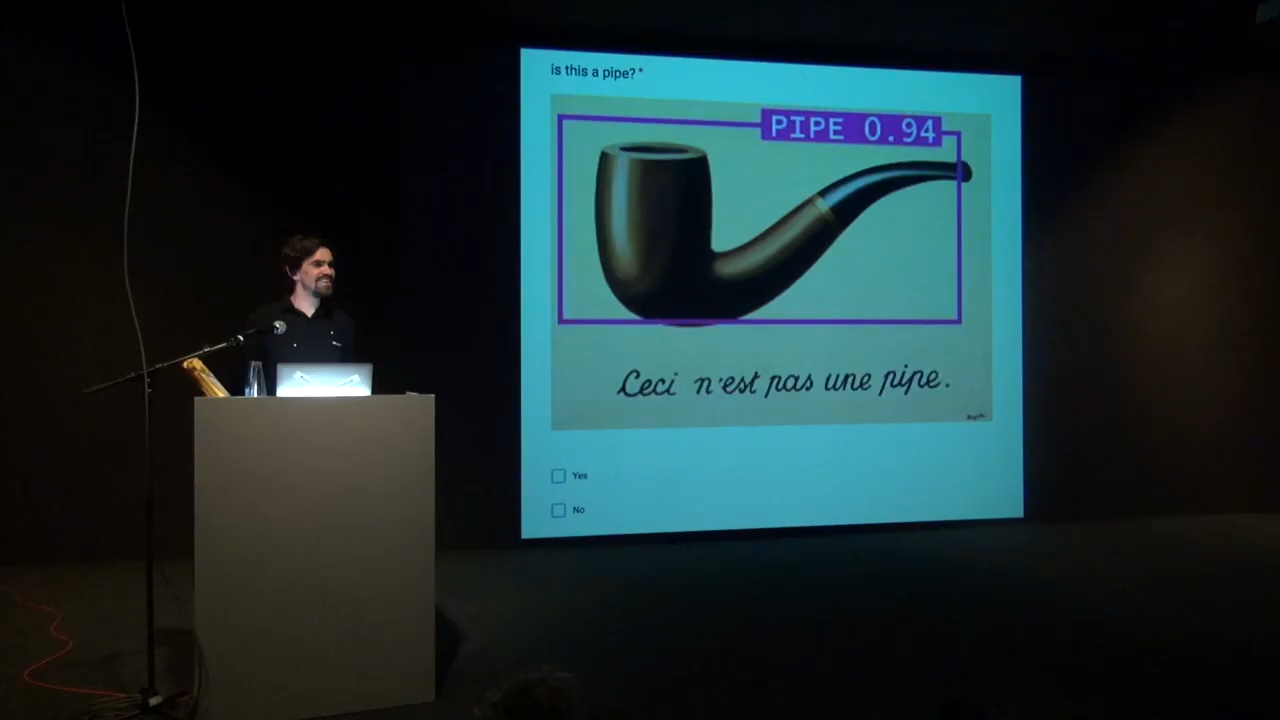 is this a pipe? *
PIPE 0.94
Ceci n'est pas une pipe.
Yes
No